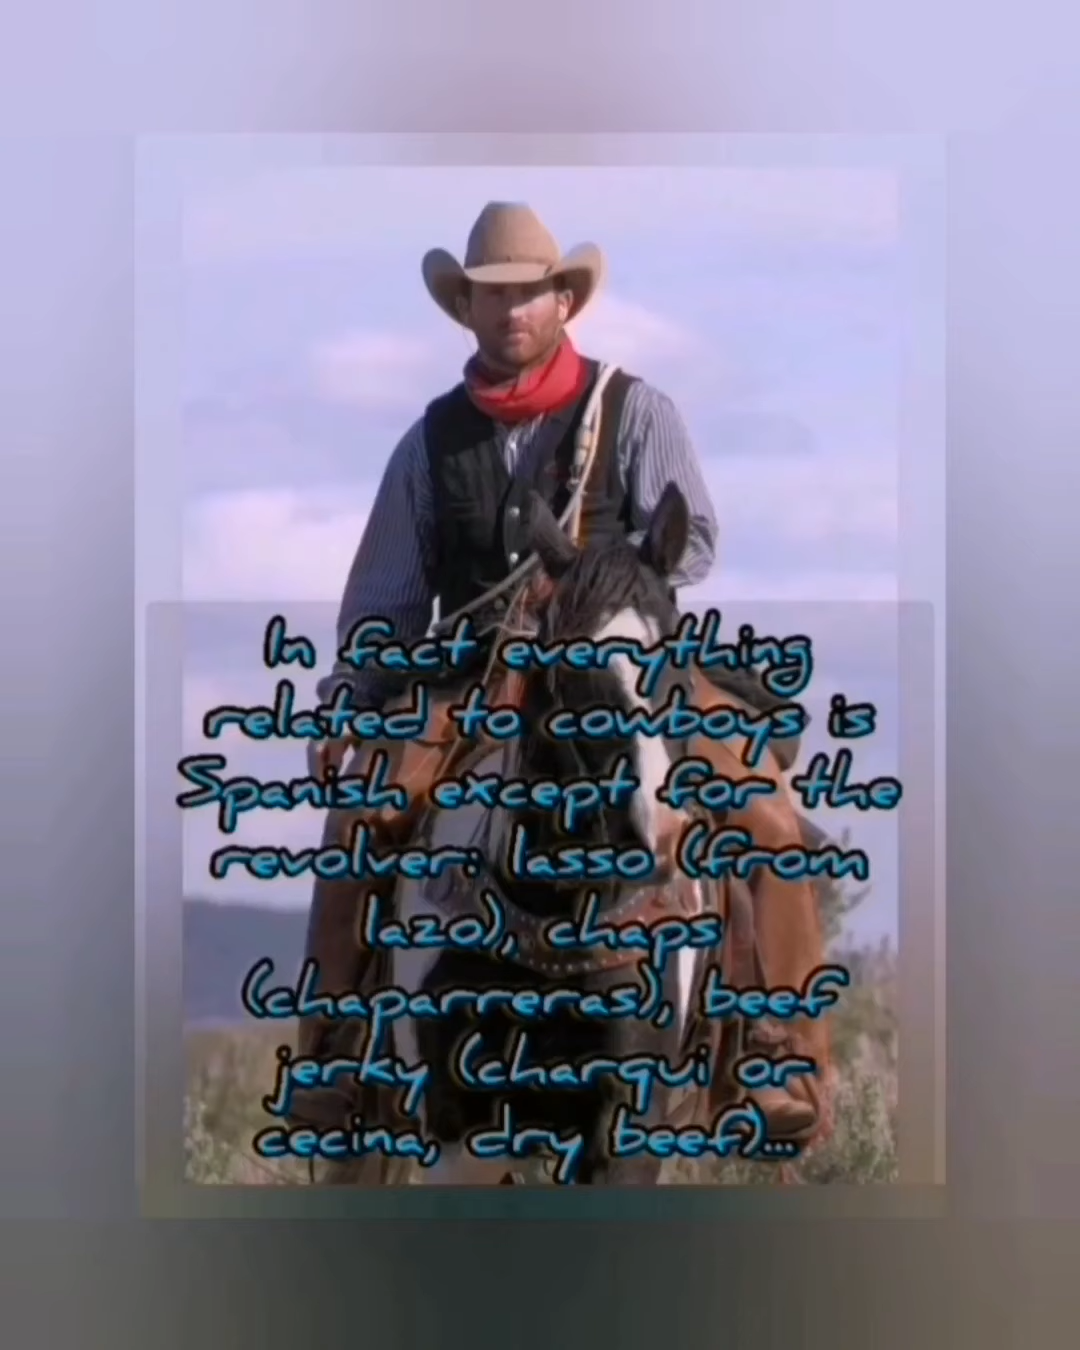 In fact everything
related to cowboys is
Spanish except for the
revolver: lasso (from
lazo), chaps
(chaparreras), beef
jerky (charqui or
cecina, dry beef)...